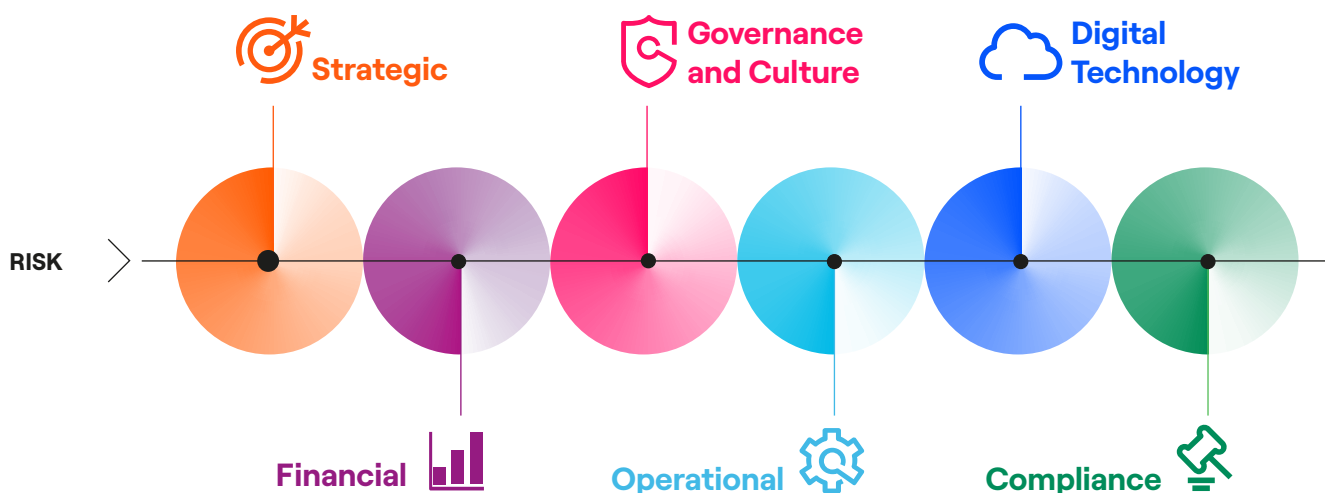 Strategic
Governance
and Culture
Digital
Technology
RISK
Financial
Operational
Compliance